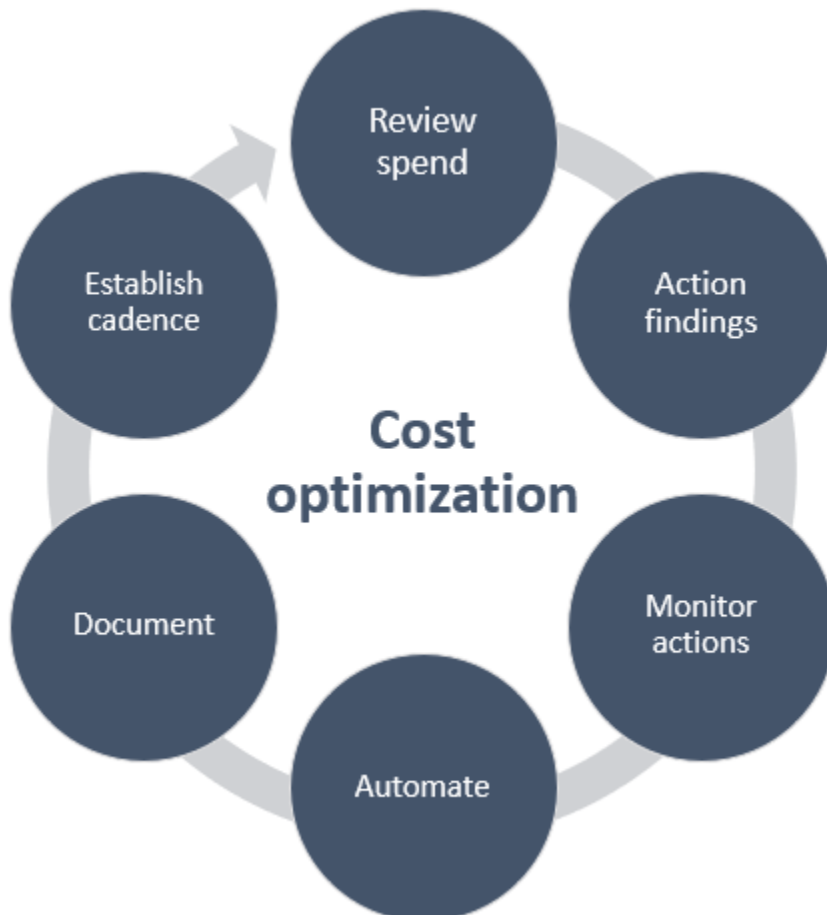 Review
spend
Action
findings
Monitor
actions
Automate
Document
Establish
cadence
Cost
optimization